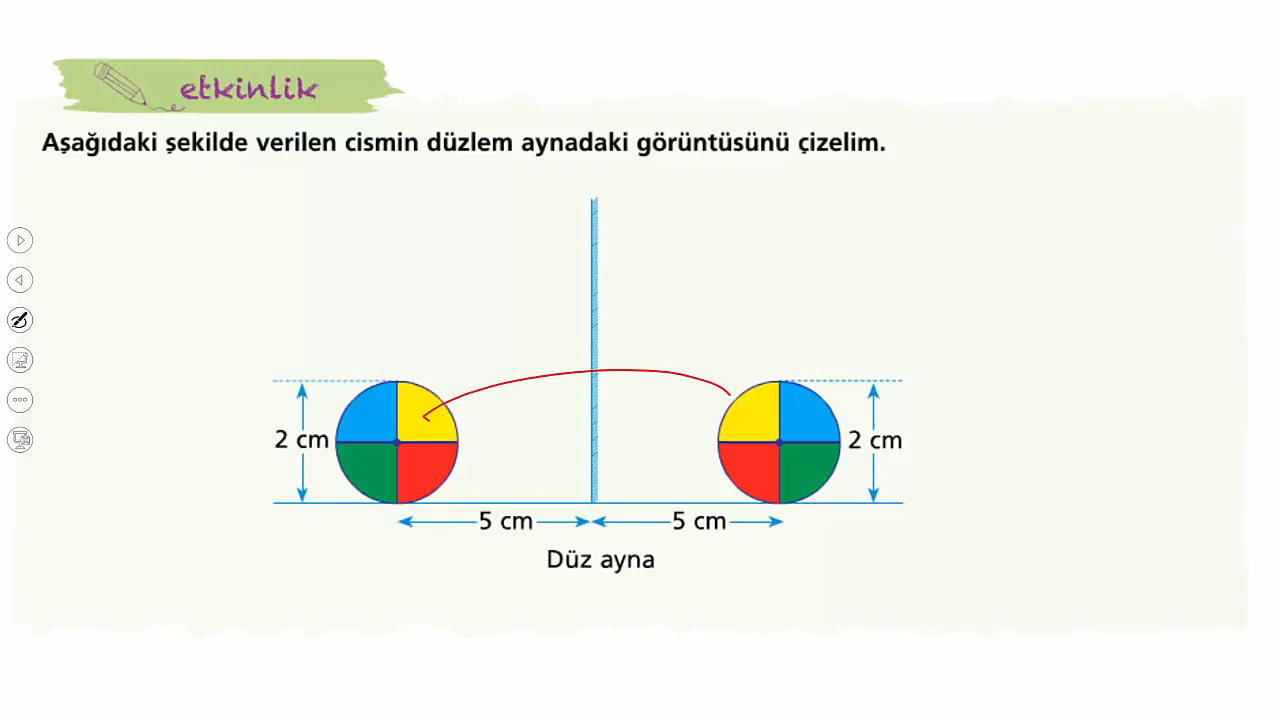 etkinlik
Aşağıdaki şekilde verilen cismin düzlem aynadaki görüntüsünü çizelim.
2 cm
2 cm
5 cm
5 cm
Düz ayna